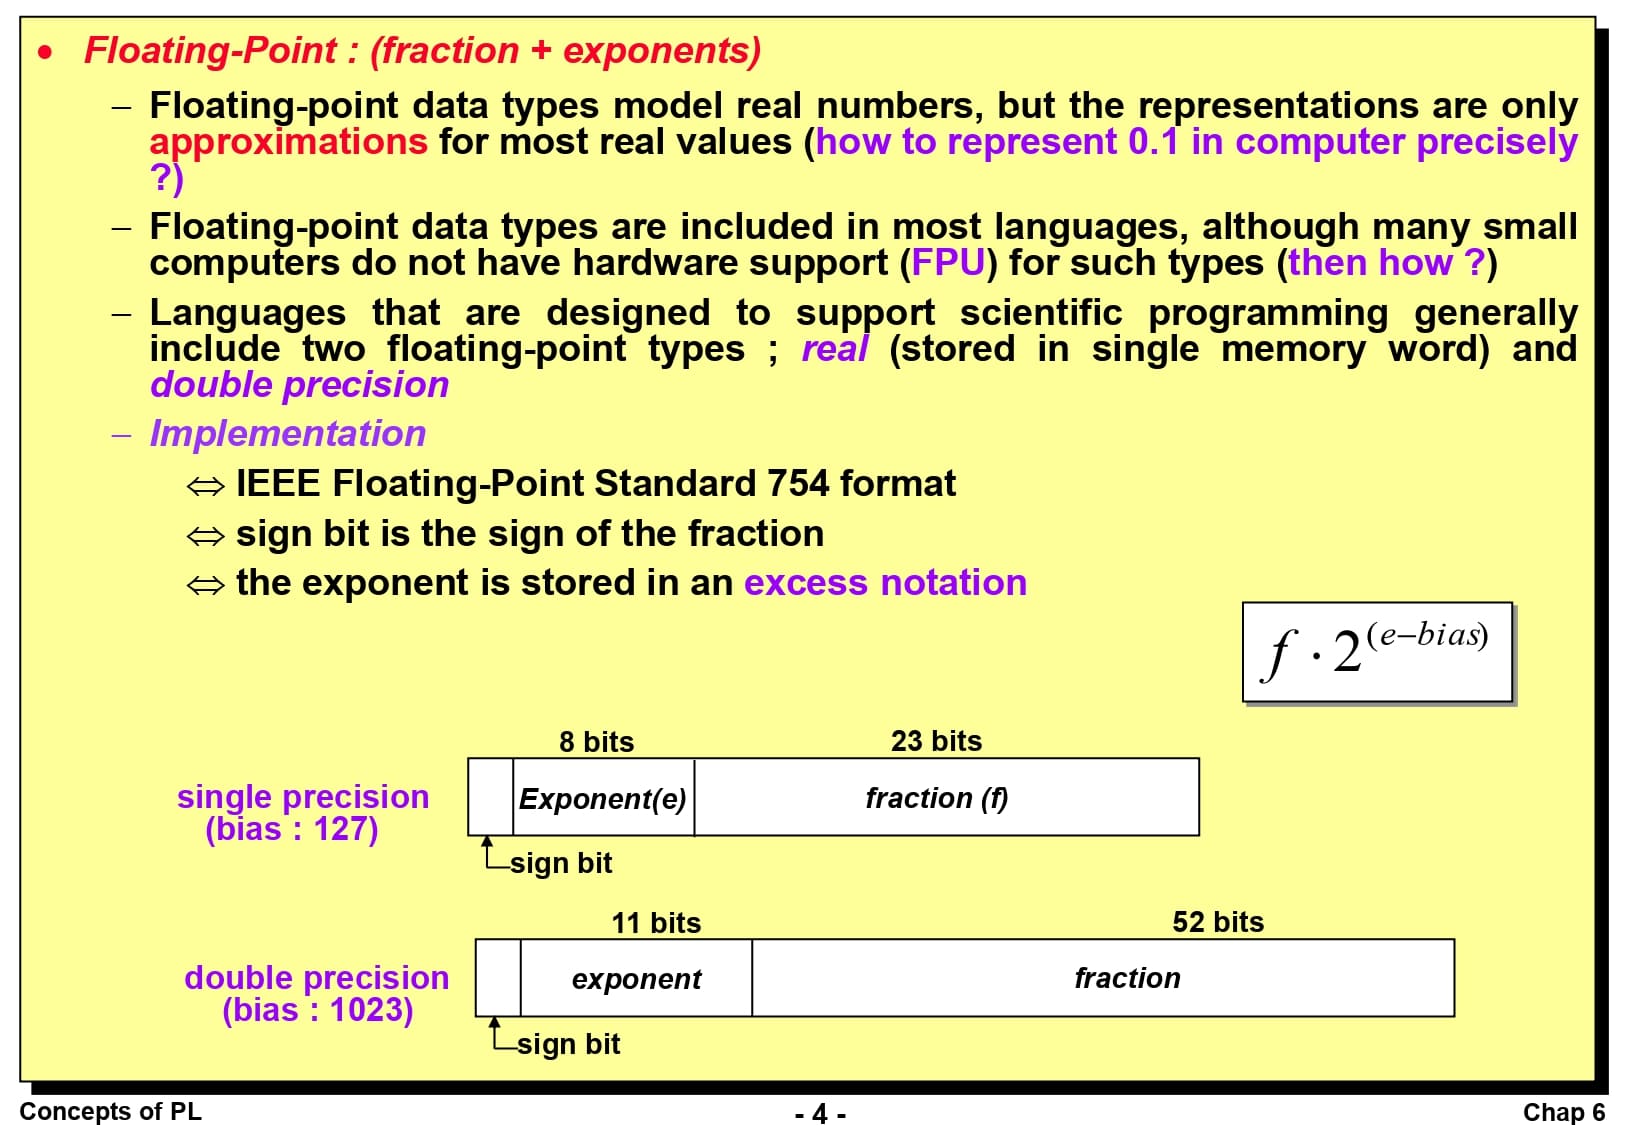 • Floating-Point : (fraction + exponents)
– Floating-point data types model real numbers, but the representations are only
approximations for most real values (how to represent 0.1 in computer precisely
?)
– Floating-point data types are included in most languages, although many small
computers do not have hardware support (FPU) for such types (then how ?)
– Languages that are designed to support scientific programming generally
include two floating-point types ; real (stored in single memory word) and
double precision
– Implementation
⇔ IEEE Floating-Point Standard 754 format
⇔ sign bit is the sign of the fraction
⇔ the exponent is stored in an excess notation
f · 2^(e–bias)
8 bits 23 bits
single precision
(bias : 127)
Exponent(e) fraction (f)
sign bit
11 bits 52 bits
double precision
(bias : 1023)
exponent fraction
sign bit
Concepts of PL - 4 - Chap 6